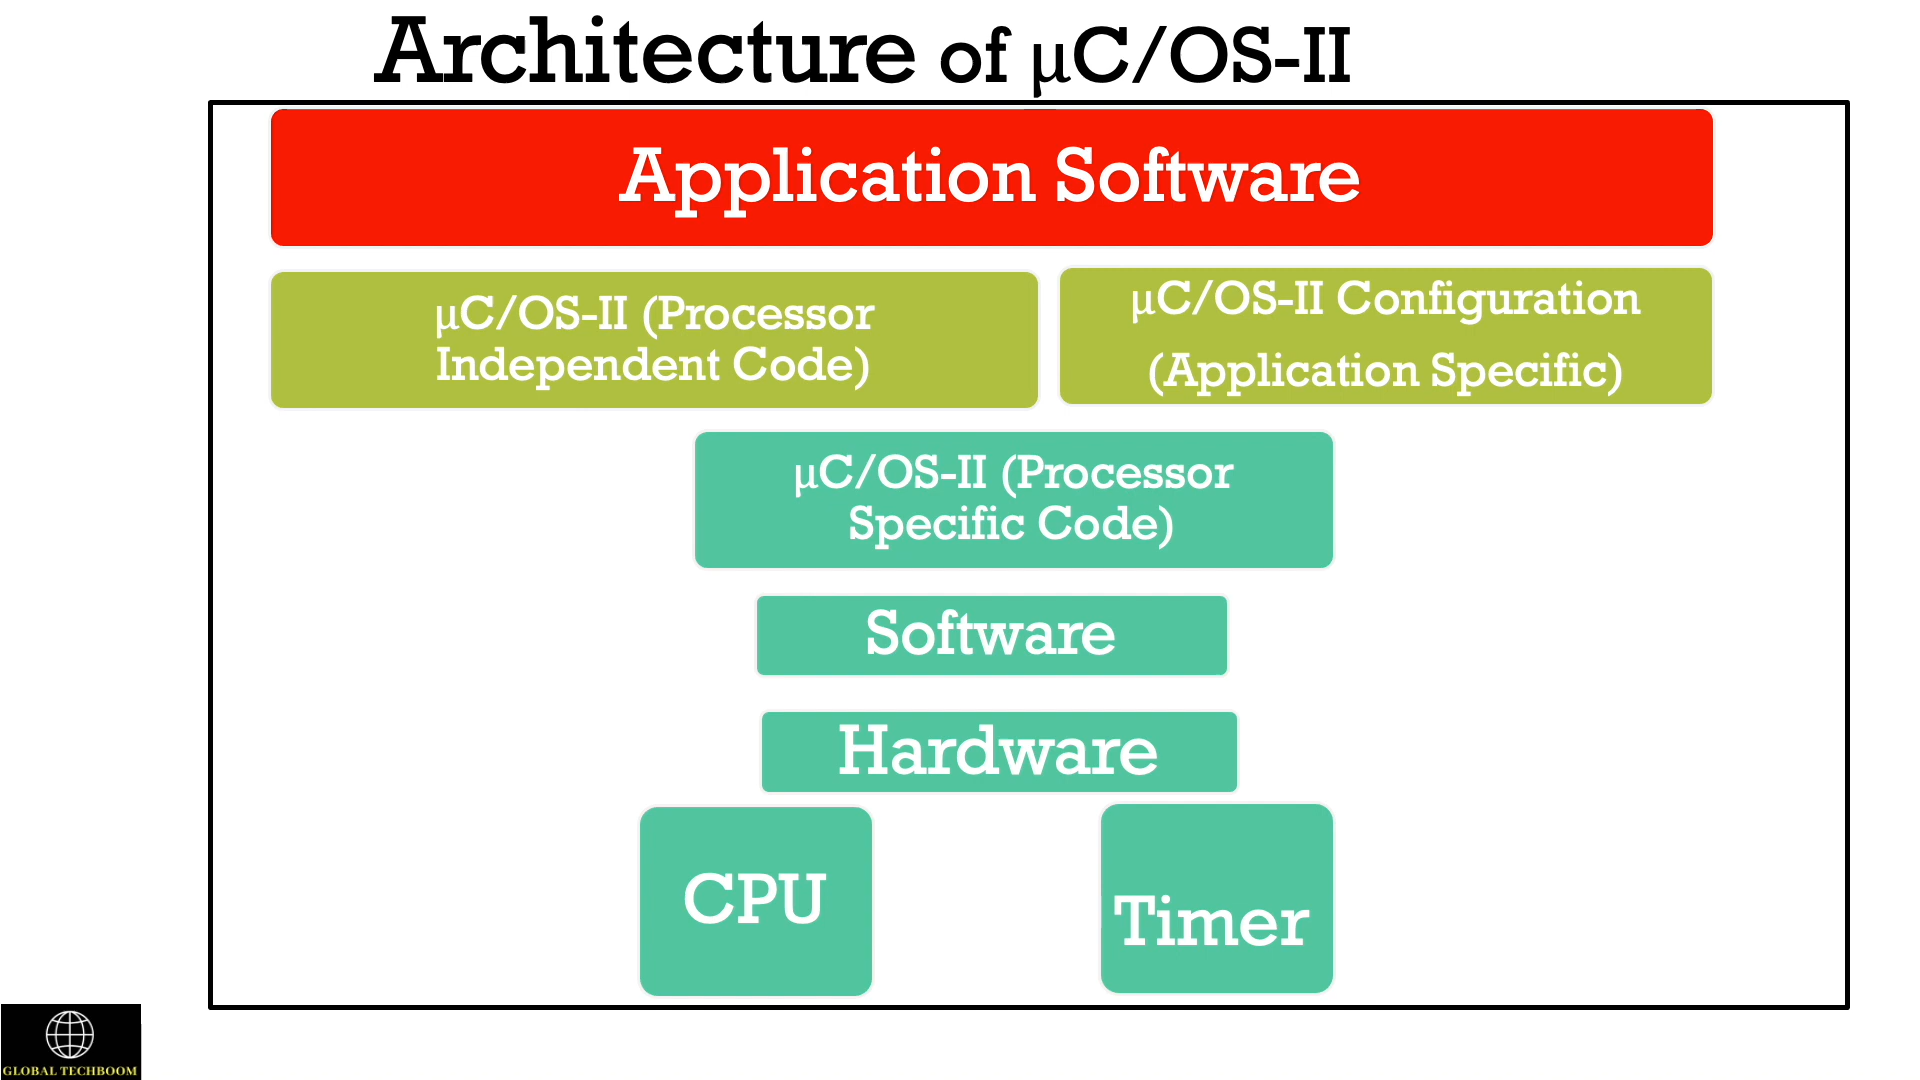 Architecture of µC/OS-II
Application Software
µC/OS-II (Processor
Independent Code)
µC/OS-II Configuration
(Application Specific)
µC/OS-II (Processor
Specific Code)
Software
Hardware
CPU
Timer
GLOBAL TECHBOOM